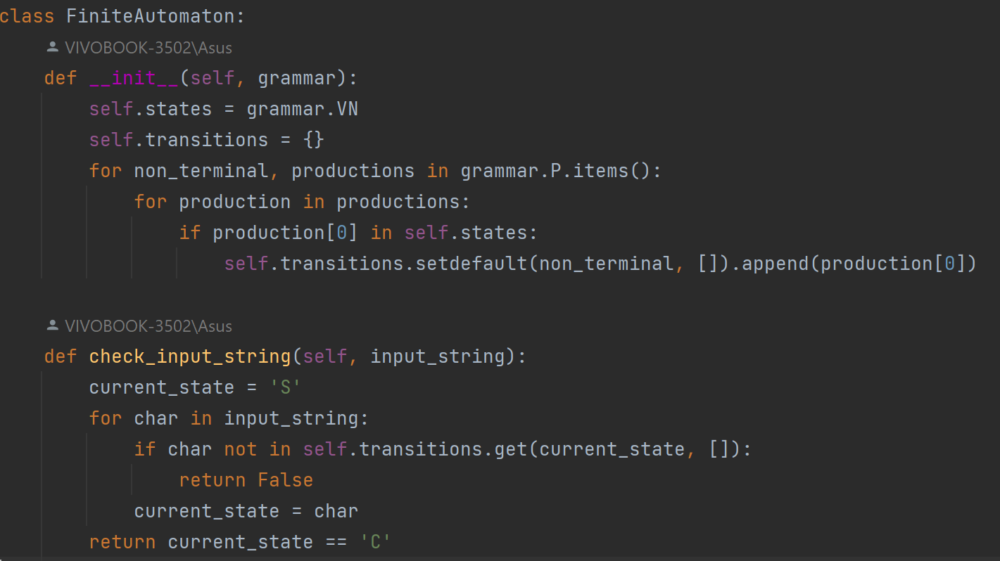 class FiniteAutomaton:
VIVOBOOK-3502\Asus
def __init__(self, grammar):
self.states = grammar.VN
self.transitions = {}
for non_terminal, productions in grammar.P.items():
for production in productions:
if production[0] in self.states:
self.transitions.setdefault(non_terminal, []).append(production[0])
VIVOBOOK-3502\Asus
def check_input_string(self, input_string):
current_state = 'S'
for char in input_string:
if char not in self.transitions.get(current_state, []):
return False
current_state = char
return current_state == 'C'